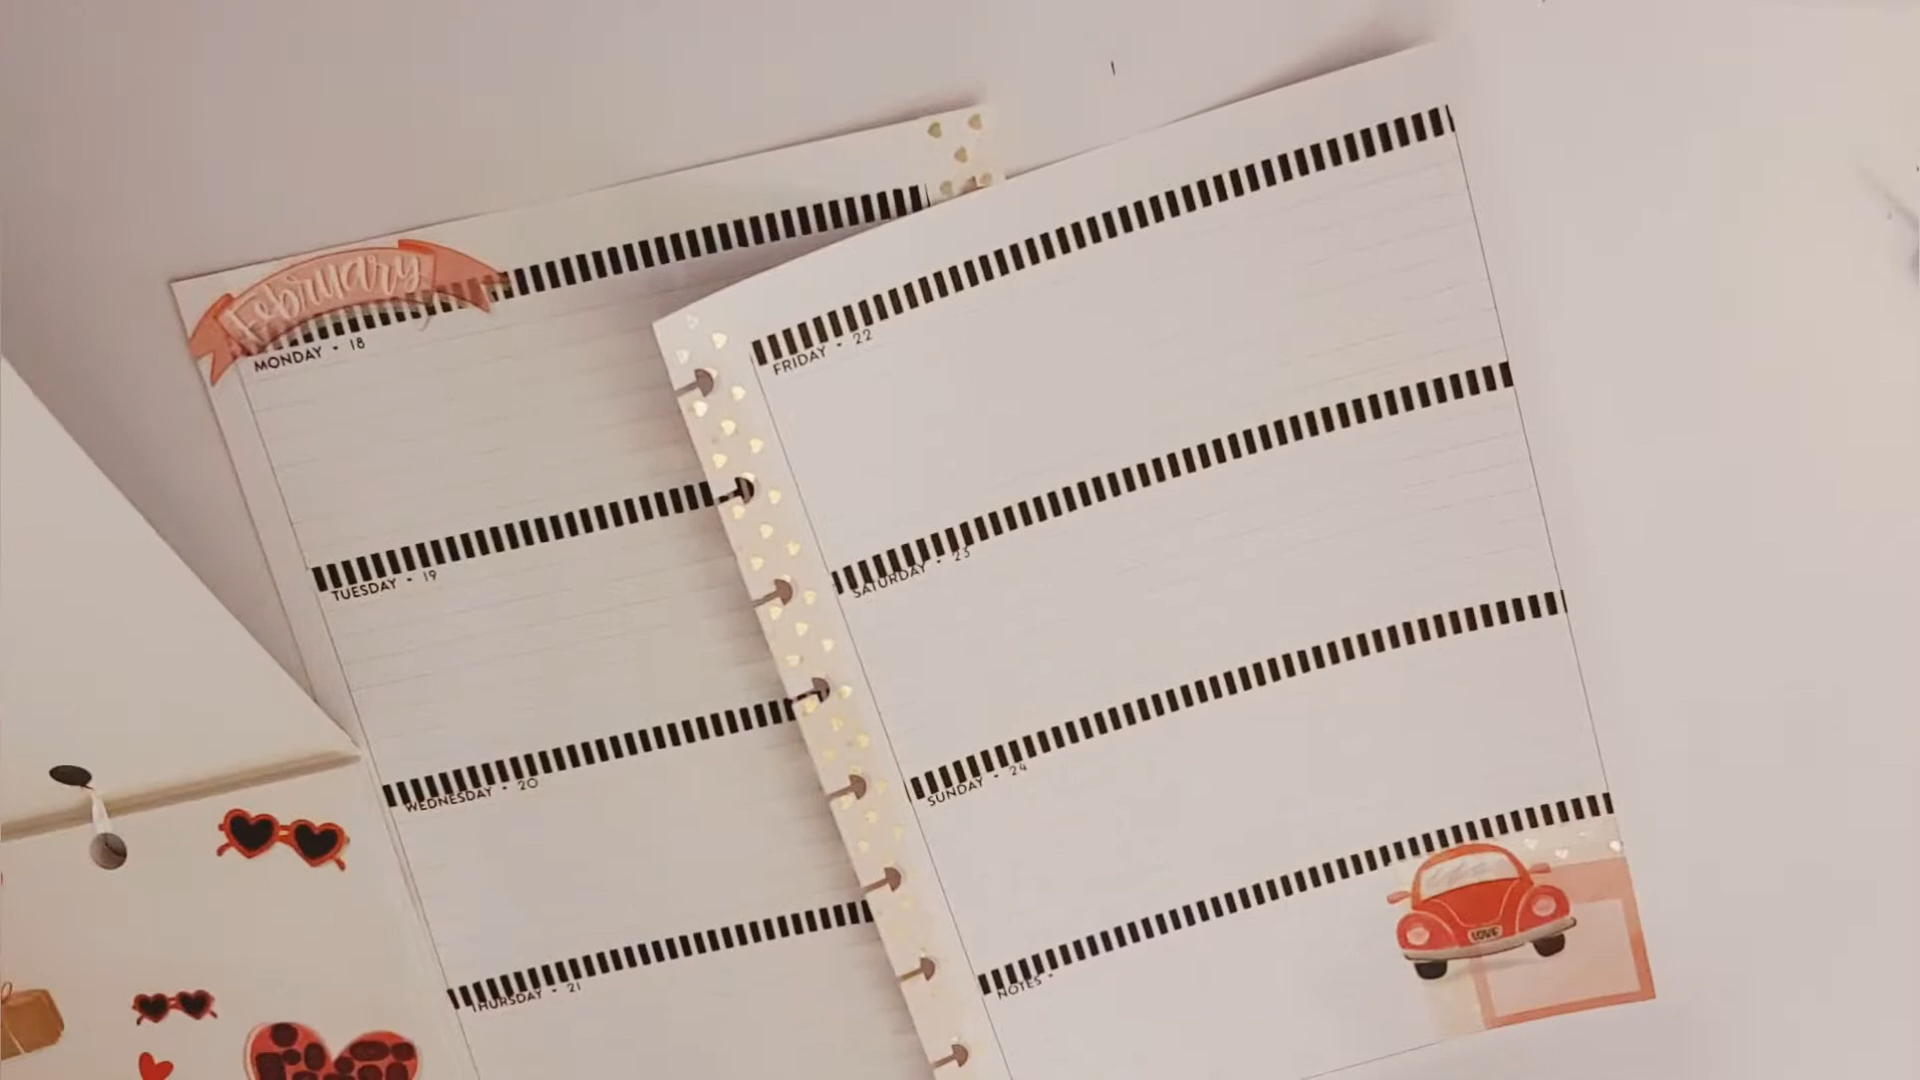 February
MONDAY • 18
TUESDAY • 19
WEDNESDAY • 20
THURSDAY • 21
FRIDAY • 22
SATURDAY • 23
SUNDAY • 24
NOTES •
LOVE